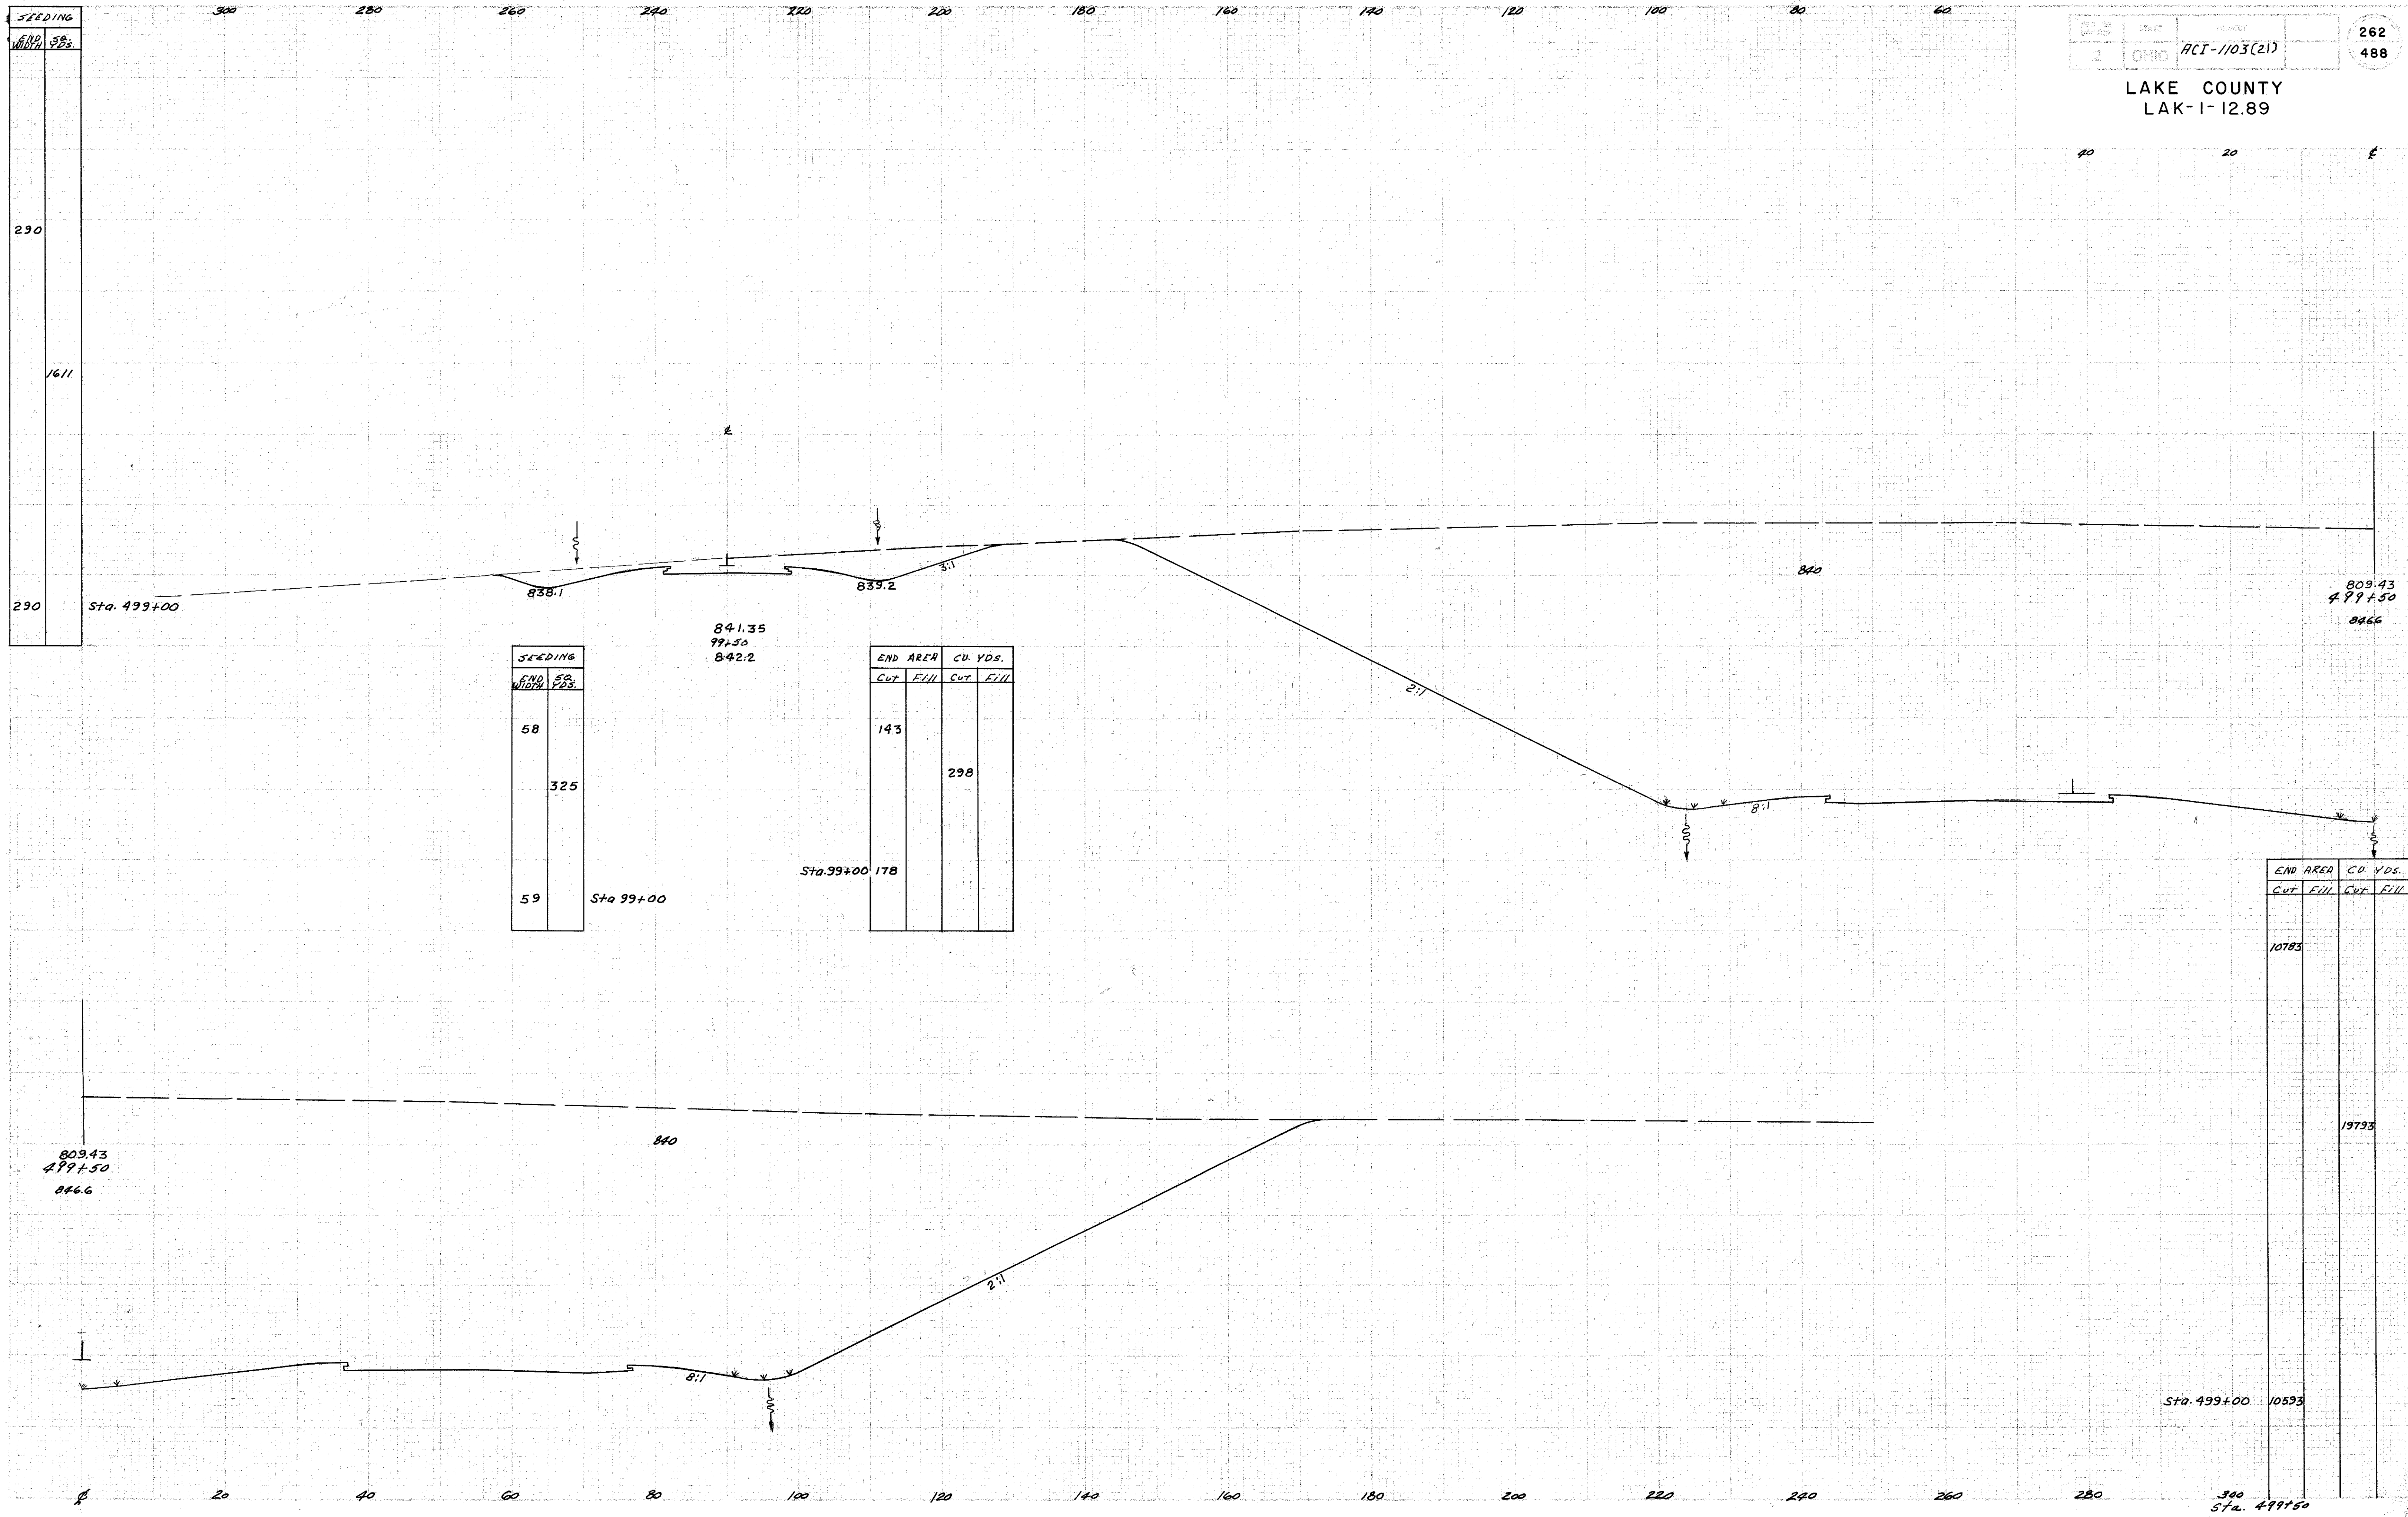 SEEDING
END WIDTH SQ. YDS.
290
1611
290 Sta. 499+00
300 280 260 240 220 200 180 160 140 120 100 80 60
STATE
2 OHIO ACI-1103(21)
262
488
LAKE COUNTY
LAK-1-12.89
40 20 ℄
℄
838.1
839.2
3:1
841.35
99+50
842.2
2:1
840
8:1
809.43
499+50
846.6
SEEDING
END WIDTH SQ. YDS.
58
325
59 Sta 99+00
END AREA CU. YDS.
Cut Fill Cut Fill
143
298
Sta. 99+00 178
END AREA CU. YDS.
Cut Fill Cut Fill
10783
19793
Sta. 499+00 10593
840
809.43
499+50
846.6
2:1
8:1
℄ 20 40 60 80 100 120 140 160 180 200 220 240 260 280 300
Sta. 499+50